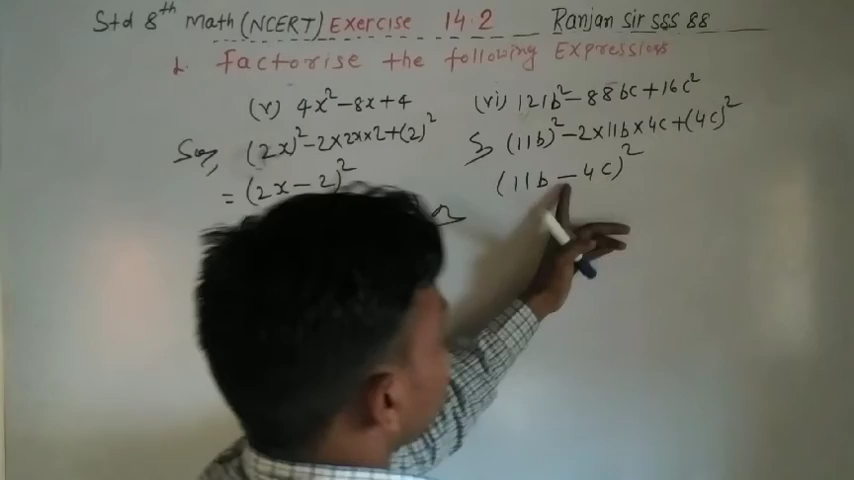 Std 8th Math (NCERT) Exercise 14.2 Ranjan Sir SSS 88
1. Factorise the following Expressions
(v) 4x²-8x+4
(2x)²-2×2x×2+(2)²
= (2x-2)²
(vi) 121b²-88bc+16c²
(11b)²-2×11b×4c+(4c)²
(11b-4c)²